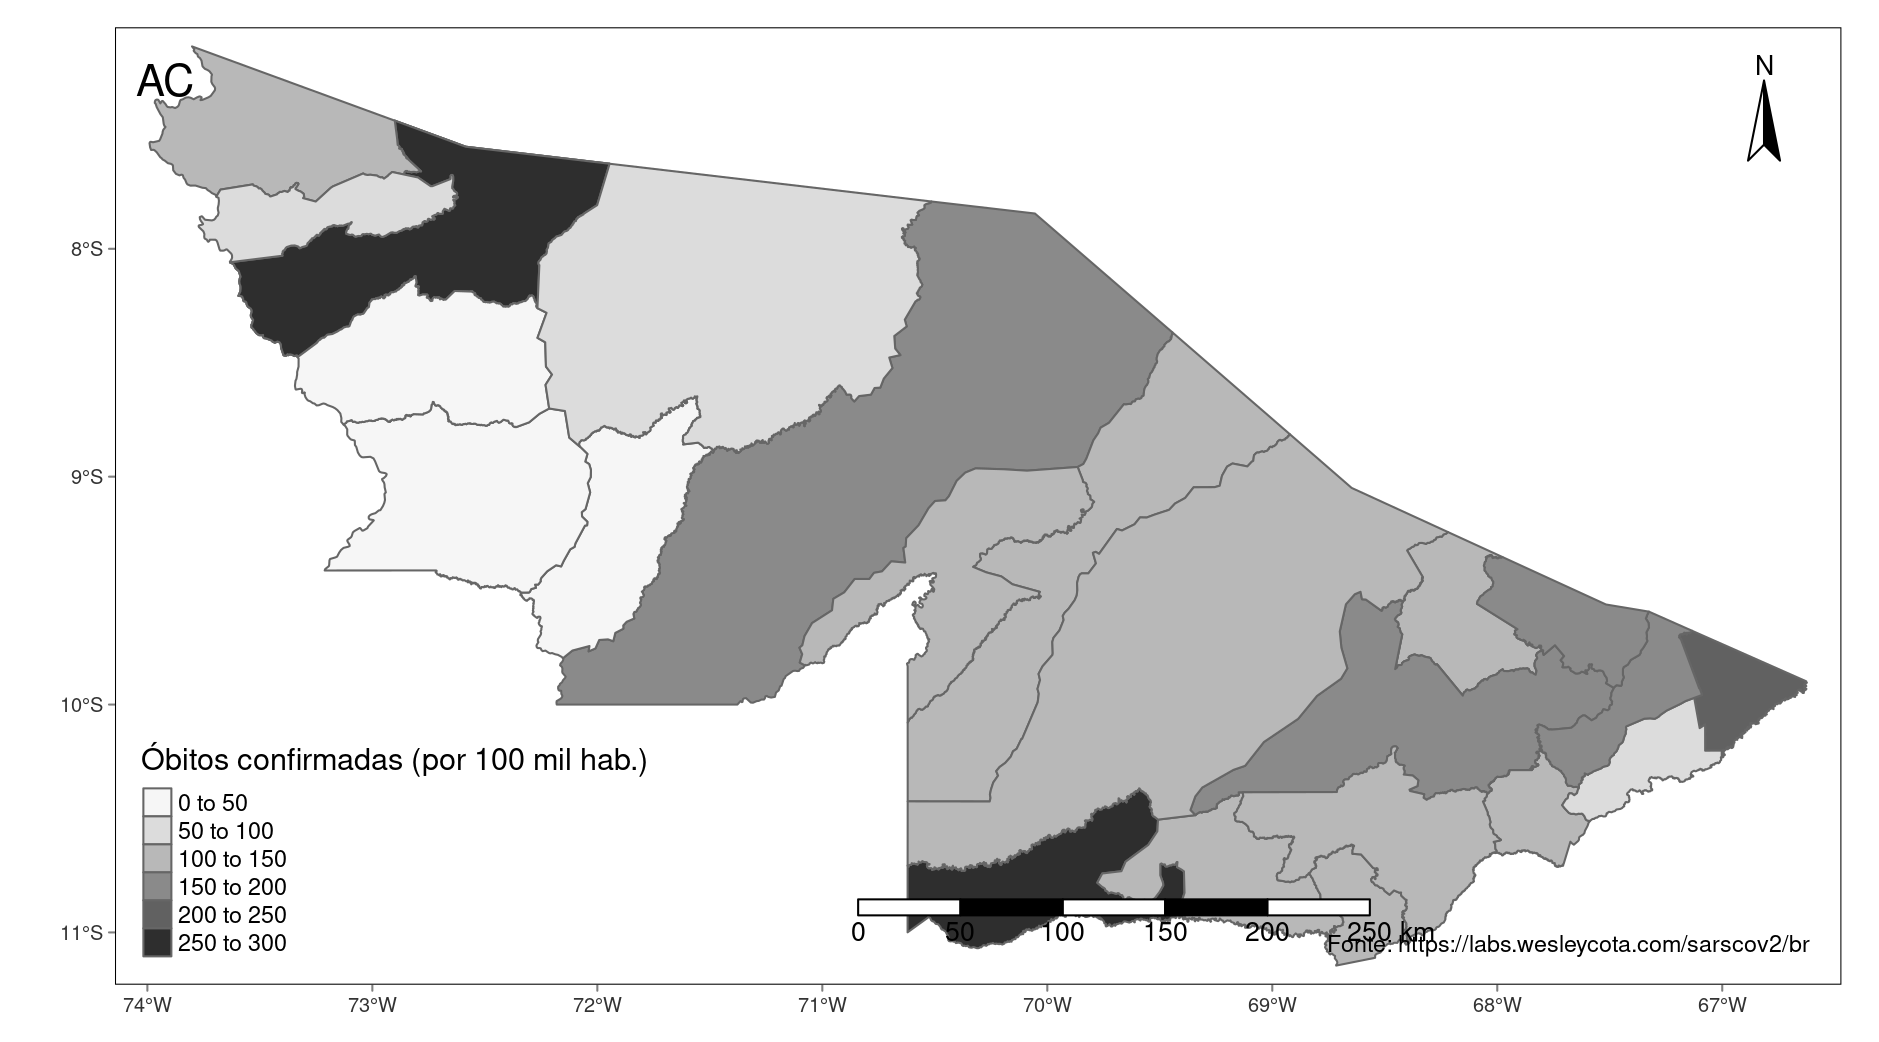 AC
N
8°S
9°S
10°S
11°S
Óbitos confirmadas (por 100 mil hab.)
0 to 50
50 to 100
100 to 150
150 to 200
200 to 250
250 to 300
0 50 100 150 200 250 km
Fonte: https://labs.wesleycota.com/sarscov2/br
74°W 73°W 72°W 71°W 70°W 69°W 68°W 67°W